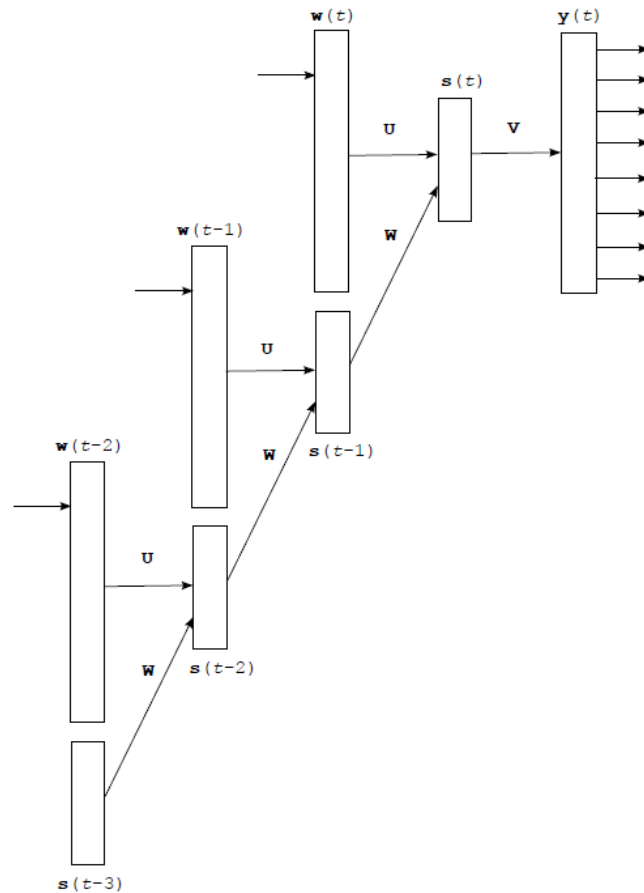 w(t)
y(t)
s(t)
U
V
w(t-1)
W
U
w(t-2)
W
s(t-1)
U
W
s(t-2)
s(t-3)